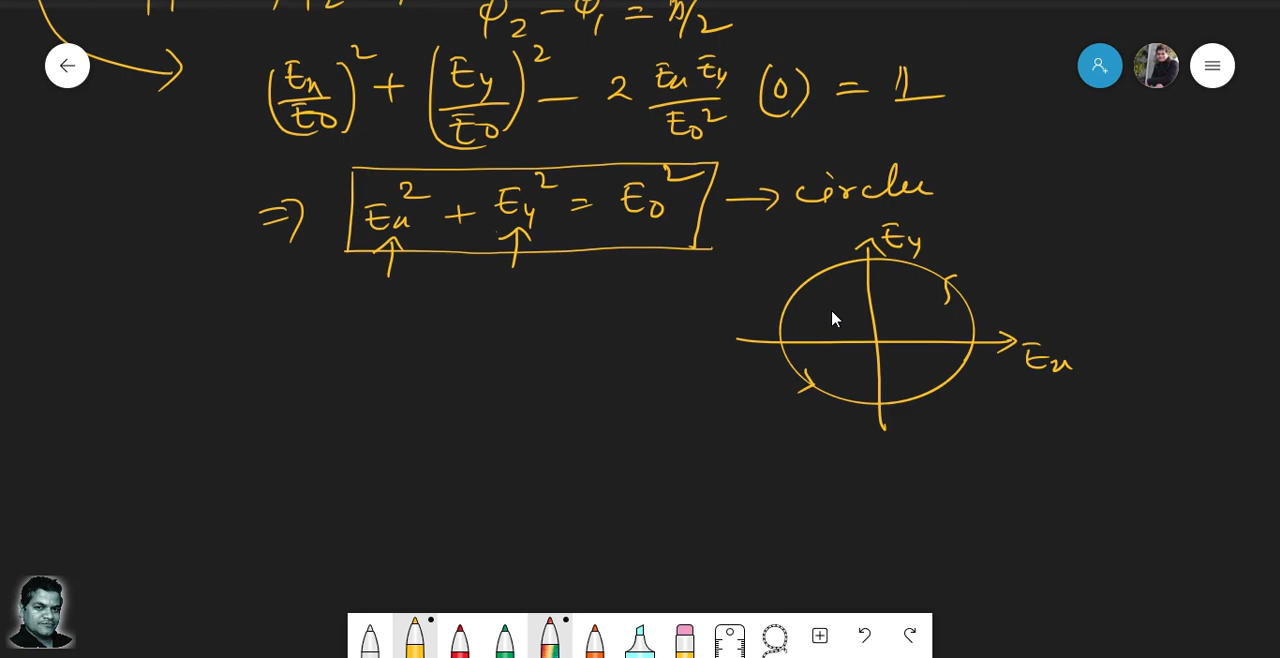 φ₂ - φ₁ = π/2
(Ex/E0)² + (Ey/E0)² - 2 ExEy/E0² (0) = 1
⇒ Ex² + Ey² = E0² → circle
Ey
Ex